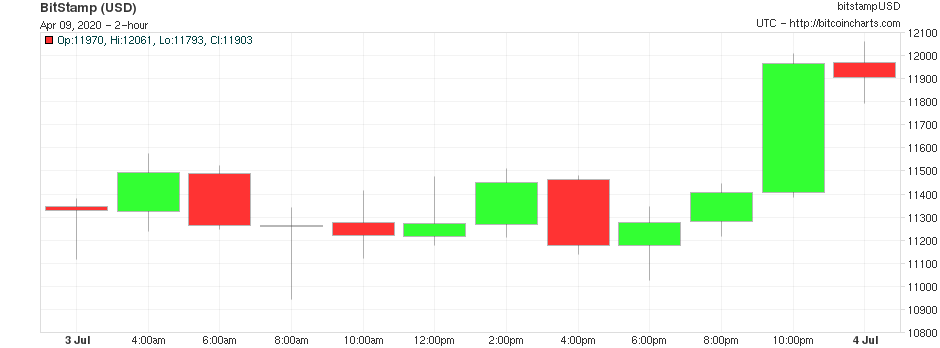 BitStamp (USD)
bitstampUSD
Apr 09, 2020 - 2-hour
UTC - http://bitcoincharts.com
Op:11970, Hi:12061, Lo:11793, Cl:11903
12100
12000
11900
11800
11700
11600
11500
11400
11300
11200
11100
11000
10900
10800
3 Jul
4:00am
6:00am
8:00am
10:00am
12:00pm
2:00pm
4:00pm
6:00pm
8:00pm
10:00pm
4 Jul